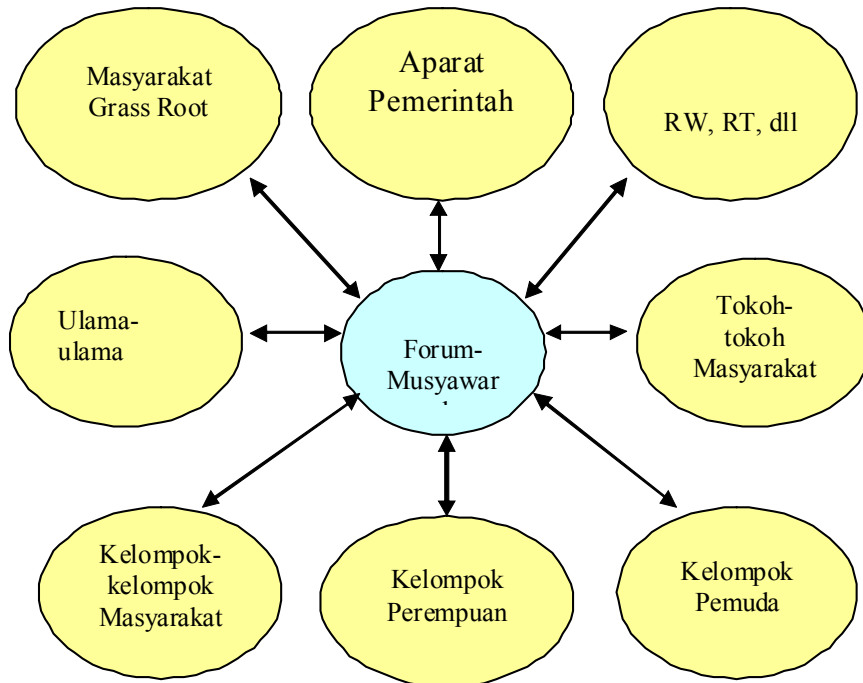 Masyarakat
Grass Root
Aparat
Pemerintah
RW, RT, dll
Ulama-
ulama
Forum-
Musyawar
Tokoh-
tokoh
Masyarakat
Kelompok-
kelompok
Masyarakat
Kelompok
Perempuan
Kelompok
Pemuda